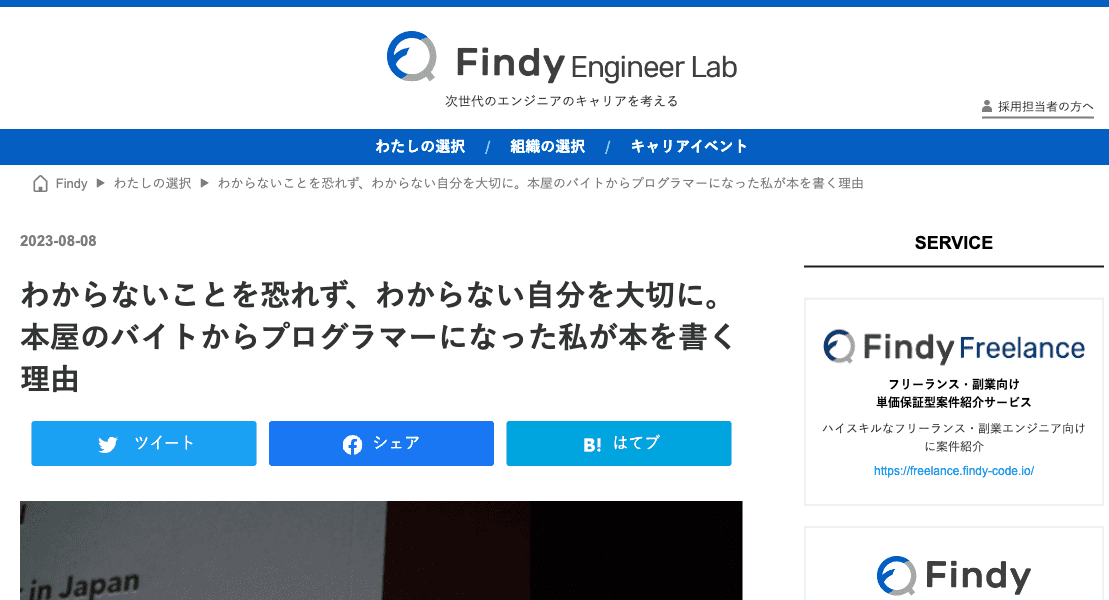 Findy Engineer Lab
次世代のエンジニアのキャリアを考える
採用担当者の方へ
わたしの選択 / 組織の選択 / キャリアイベント
Findy ▶ わたしの選択 ▶ わからないことを恐れず、わからない自分を大切に。本屋のバイトからプログラマーになった私が本を書く理由
2023-08-08
わからないことを恐れず、わからない自分を大切に。
本屋のバイトからプログラマーになった私が本を書く
理由
ツイート
シェア
B! はてブ
in Japan
SERVICE
Findy Freelance
フリーランス・副業向け
単価保証型案件紹介サービス
ハイスキルなフリーランス・副業エンジニア向け
に案件紹介
https://freelance.findy-code.io/
Findy